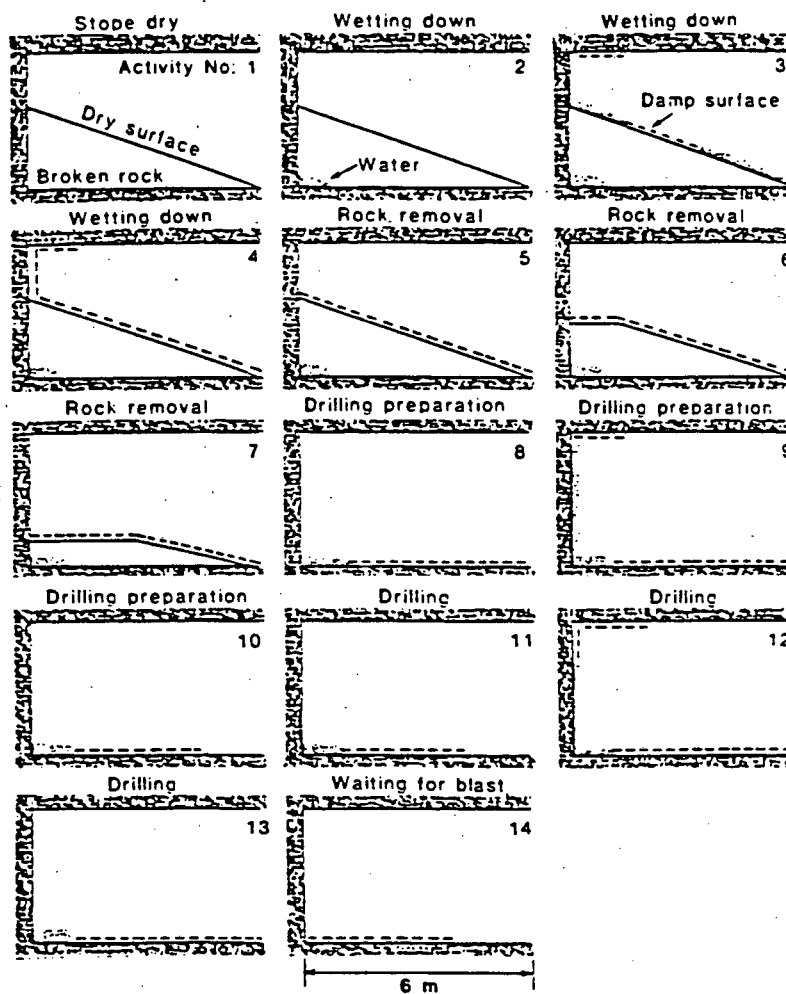 Stope dry
Activity No: 1
Dry surface
Broken rock
Wetting down
2
Water
Wetting down
3
Damp surface
Wetting down
4
Rock removal
5
Rock removal
6
Rock removal
7
Drilling preparation
8
Drilling preparation
9
Drilling preparation
10
Drilling
11
Drilling
12
Drilling
13
Waiting for blast
14
6 m